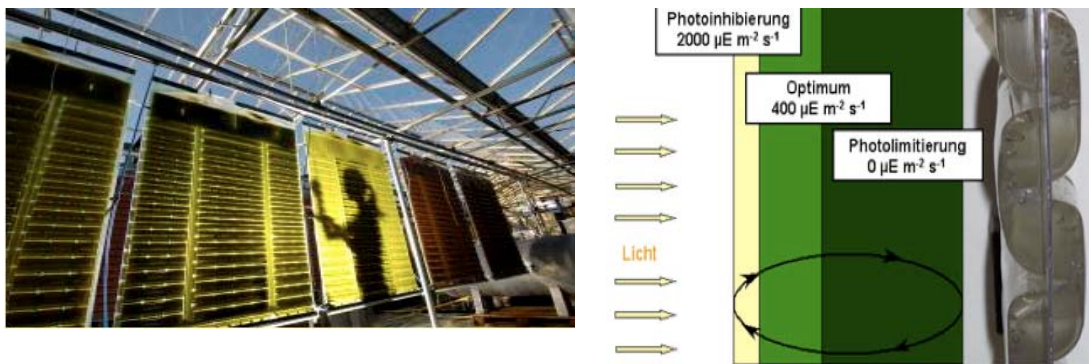 Photoinhibierung
2000 µE m⁻² s⁻¹
Optimum
400 µE m⁻² s⁻¹
Photolimitierung
0 µE m⁻² s⁻¹
Licht